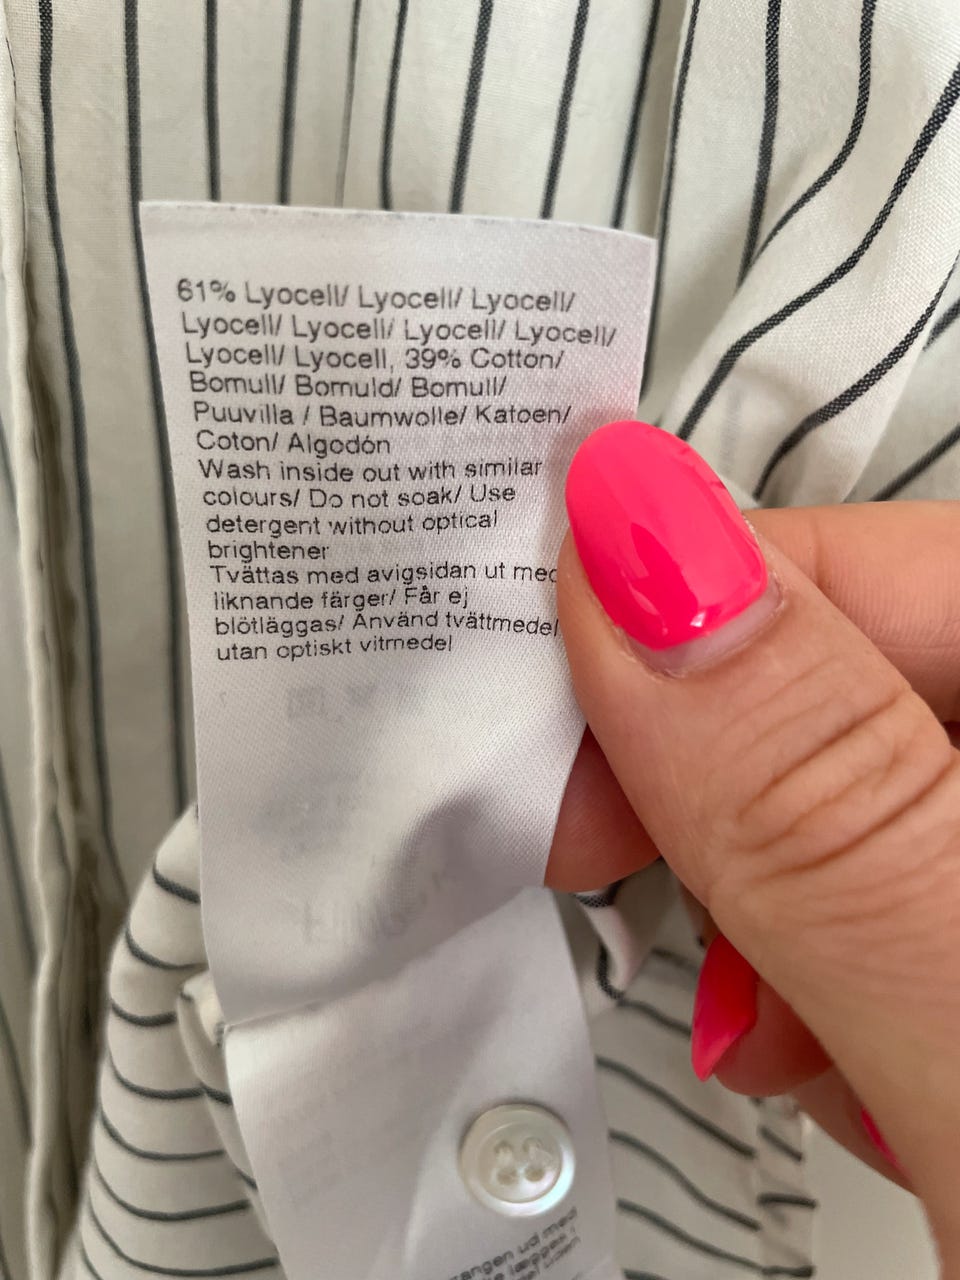 61% Lyocell/ Lyocell/ Lyocell/
Lyocell/ Lyocell/ Lyocell/ Lyocell/
Lyocell/ Lyocell, 39% Cotton/
Bomull/ Bomuld/ Bomull/
Puuvilla / Baumwolle/ Katoen/
Coton/ Algodón
Wash inside out with similar
colours/ Do not soak/ Use
detergent without optical
brightener
Tvättas med avigsidan ut med
liknande färger/ Får ej
blötläggas/ Använd tvättmedel
utan optiskt vitmedel
ud med